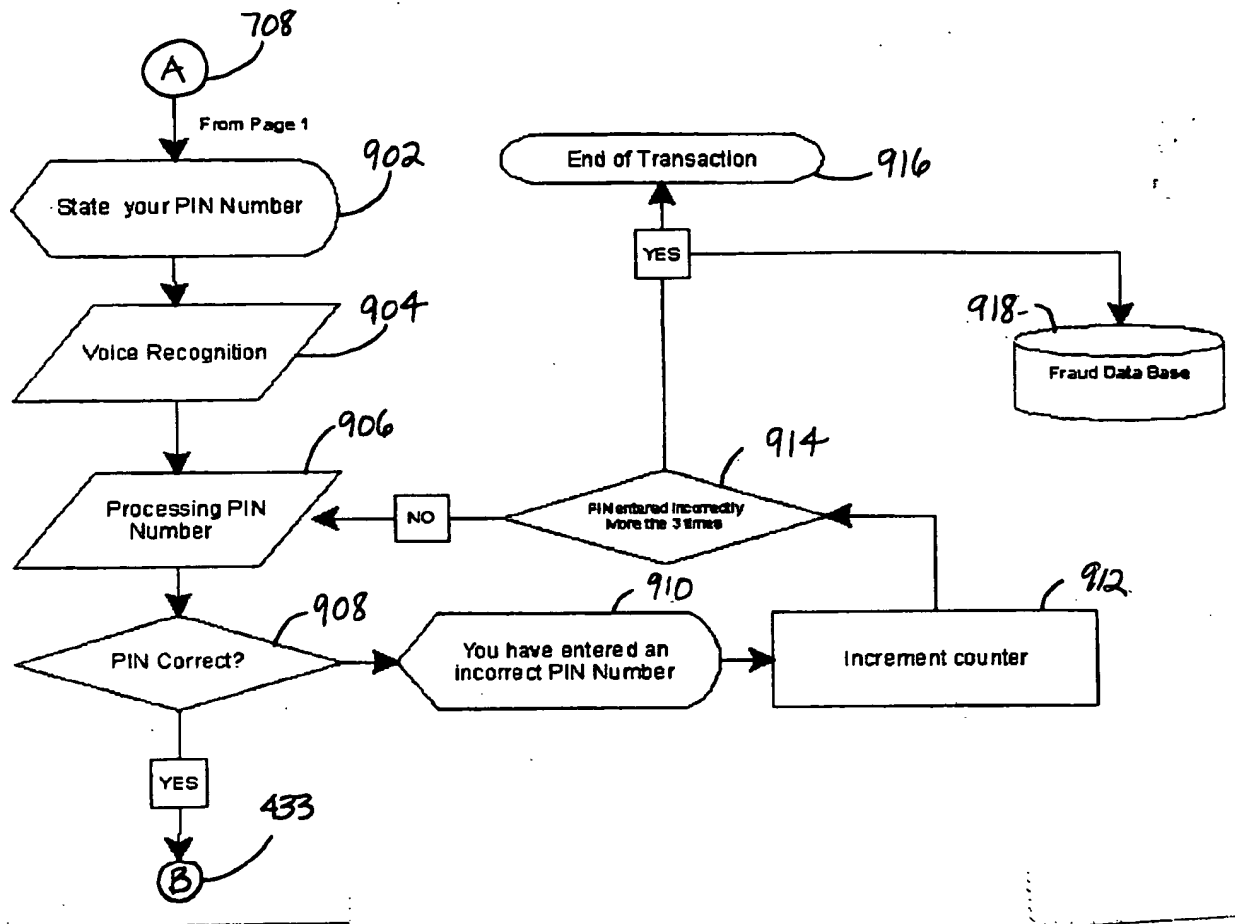 708
A
From Page 1
902
State your PIN Number
904
Voice Recognition
906
Processing PIN
Number
908
PIN Correct?
YES
433
B
910
You have entered an
incorrect PIN Number
912
Increment counter
914
PIN entered Incorrectly
More the 3 times
NO
YES
End of Transaction
916
918
Fraud Data Base